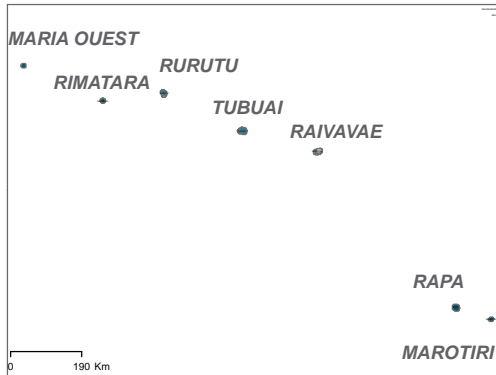 MARIA OUEST
RURUTU
RIMATARA
TUBUAI
RAIVAVAE
RAPA
MAROTIRI
0 190 Km